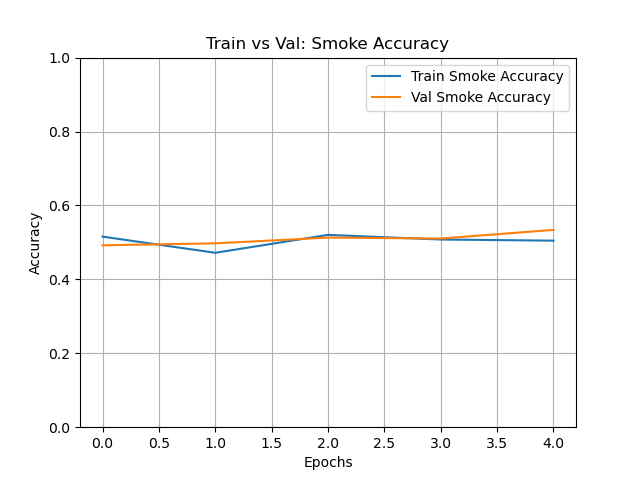 Train vs Val: Smoke Accuracy
Train Smoke Accuracy
Val Smoke Accuracy
1.0
0.8
0.6
0.4
0.2
0.0
Accuracy
0.0 0.5 1.0 1.5 2.0 2.5 3.0 3.5 4.0
Epochs